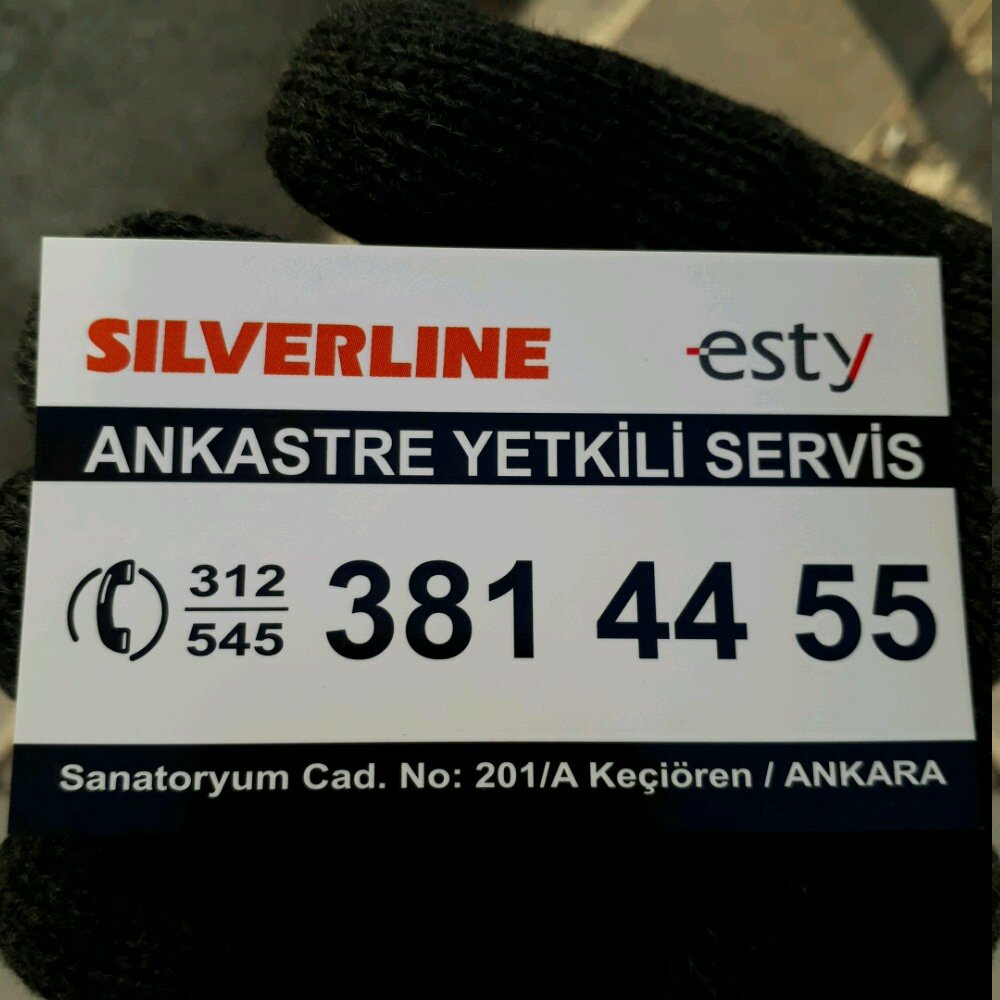 SILVERLINE esty
ANKASTRE YETKİLİ SERVİS
312
545 381 44 55
Sanatoryum Cad. No: 201/A Keçiören / ANKARA